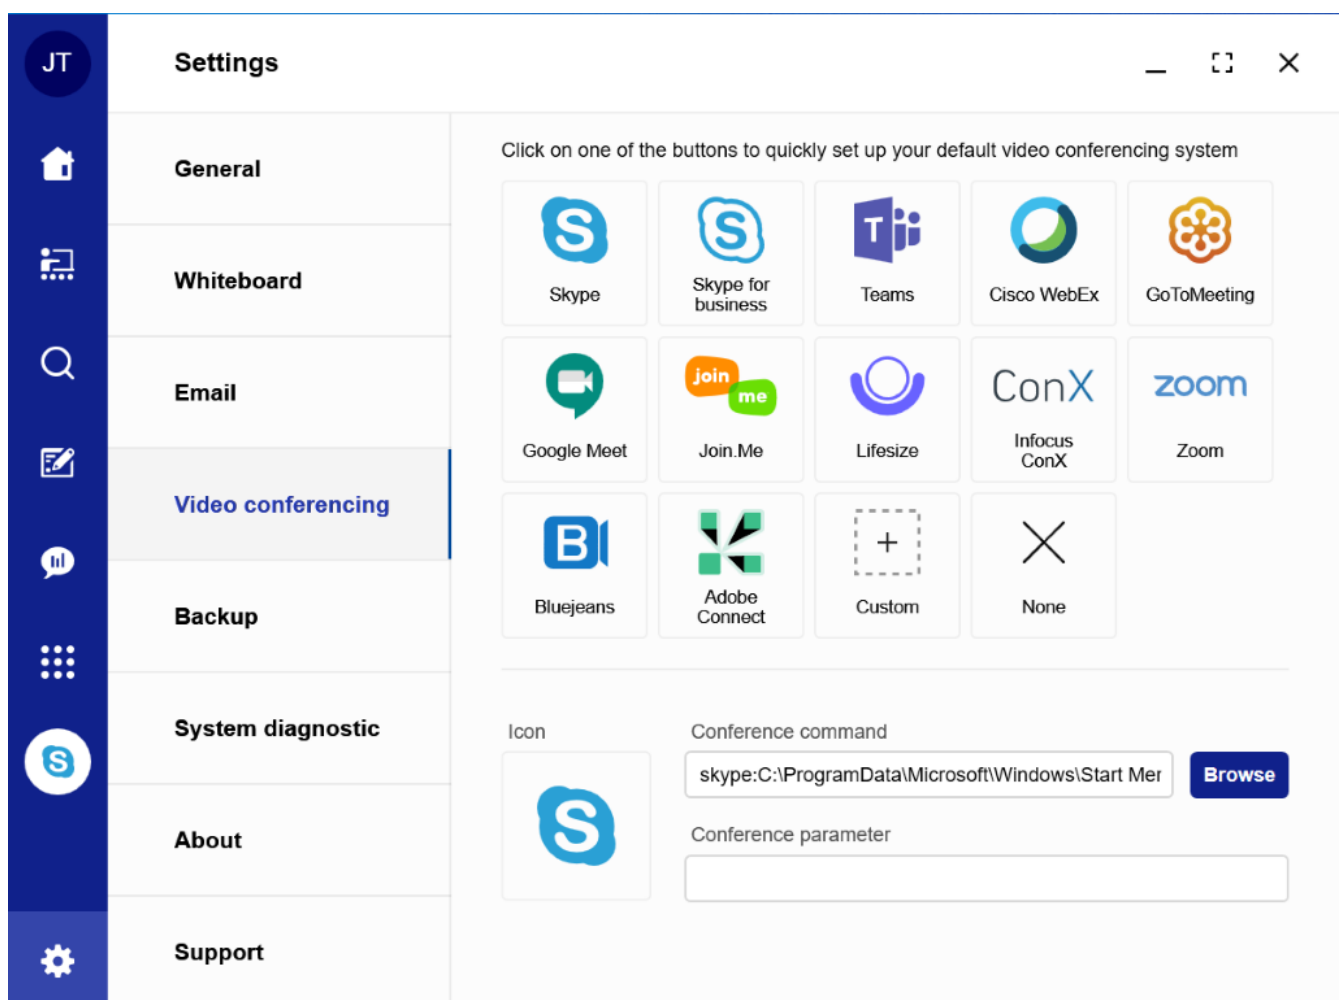 JT
Settings
General
Whiteboard
Email
Video conferencing
Backup
System diagnostic
About
Support
Click on one of the buttons to quickly set up your default video conferencing system
S
Skype
S
Skype for
business
T
Teams
Cisco WebEx
GoToMeeting
Google Meet
join
me
Join.Me
Lifesize
ConX
Infocus
ConX
zoom
Zoom
B
Bluejeans
Adobe
Connect
Custom
None
S
Icon
S
Conference command
skype:C:\ProgramData\Microsoft\Windows\Start Mer
Browse
Conference parameter